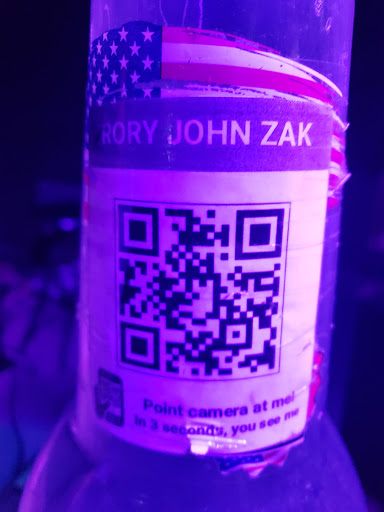 RORY JOHN ZAK
Point camera at me!
In 3 seconds, you see me